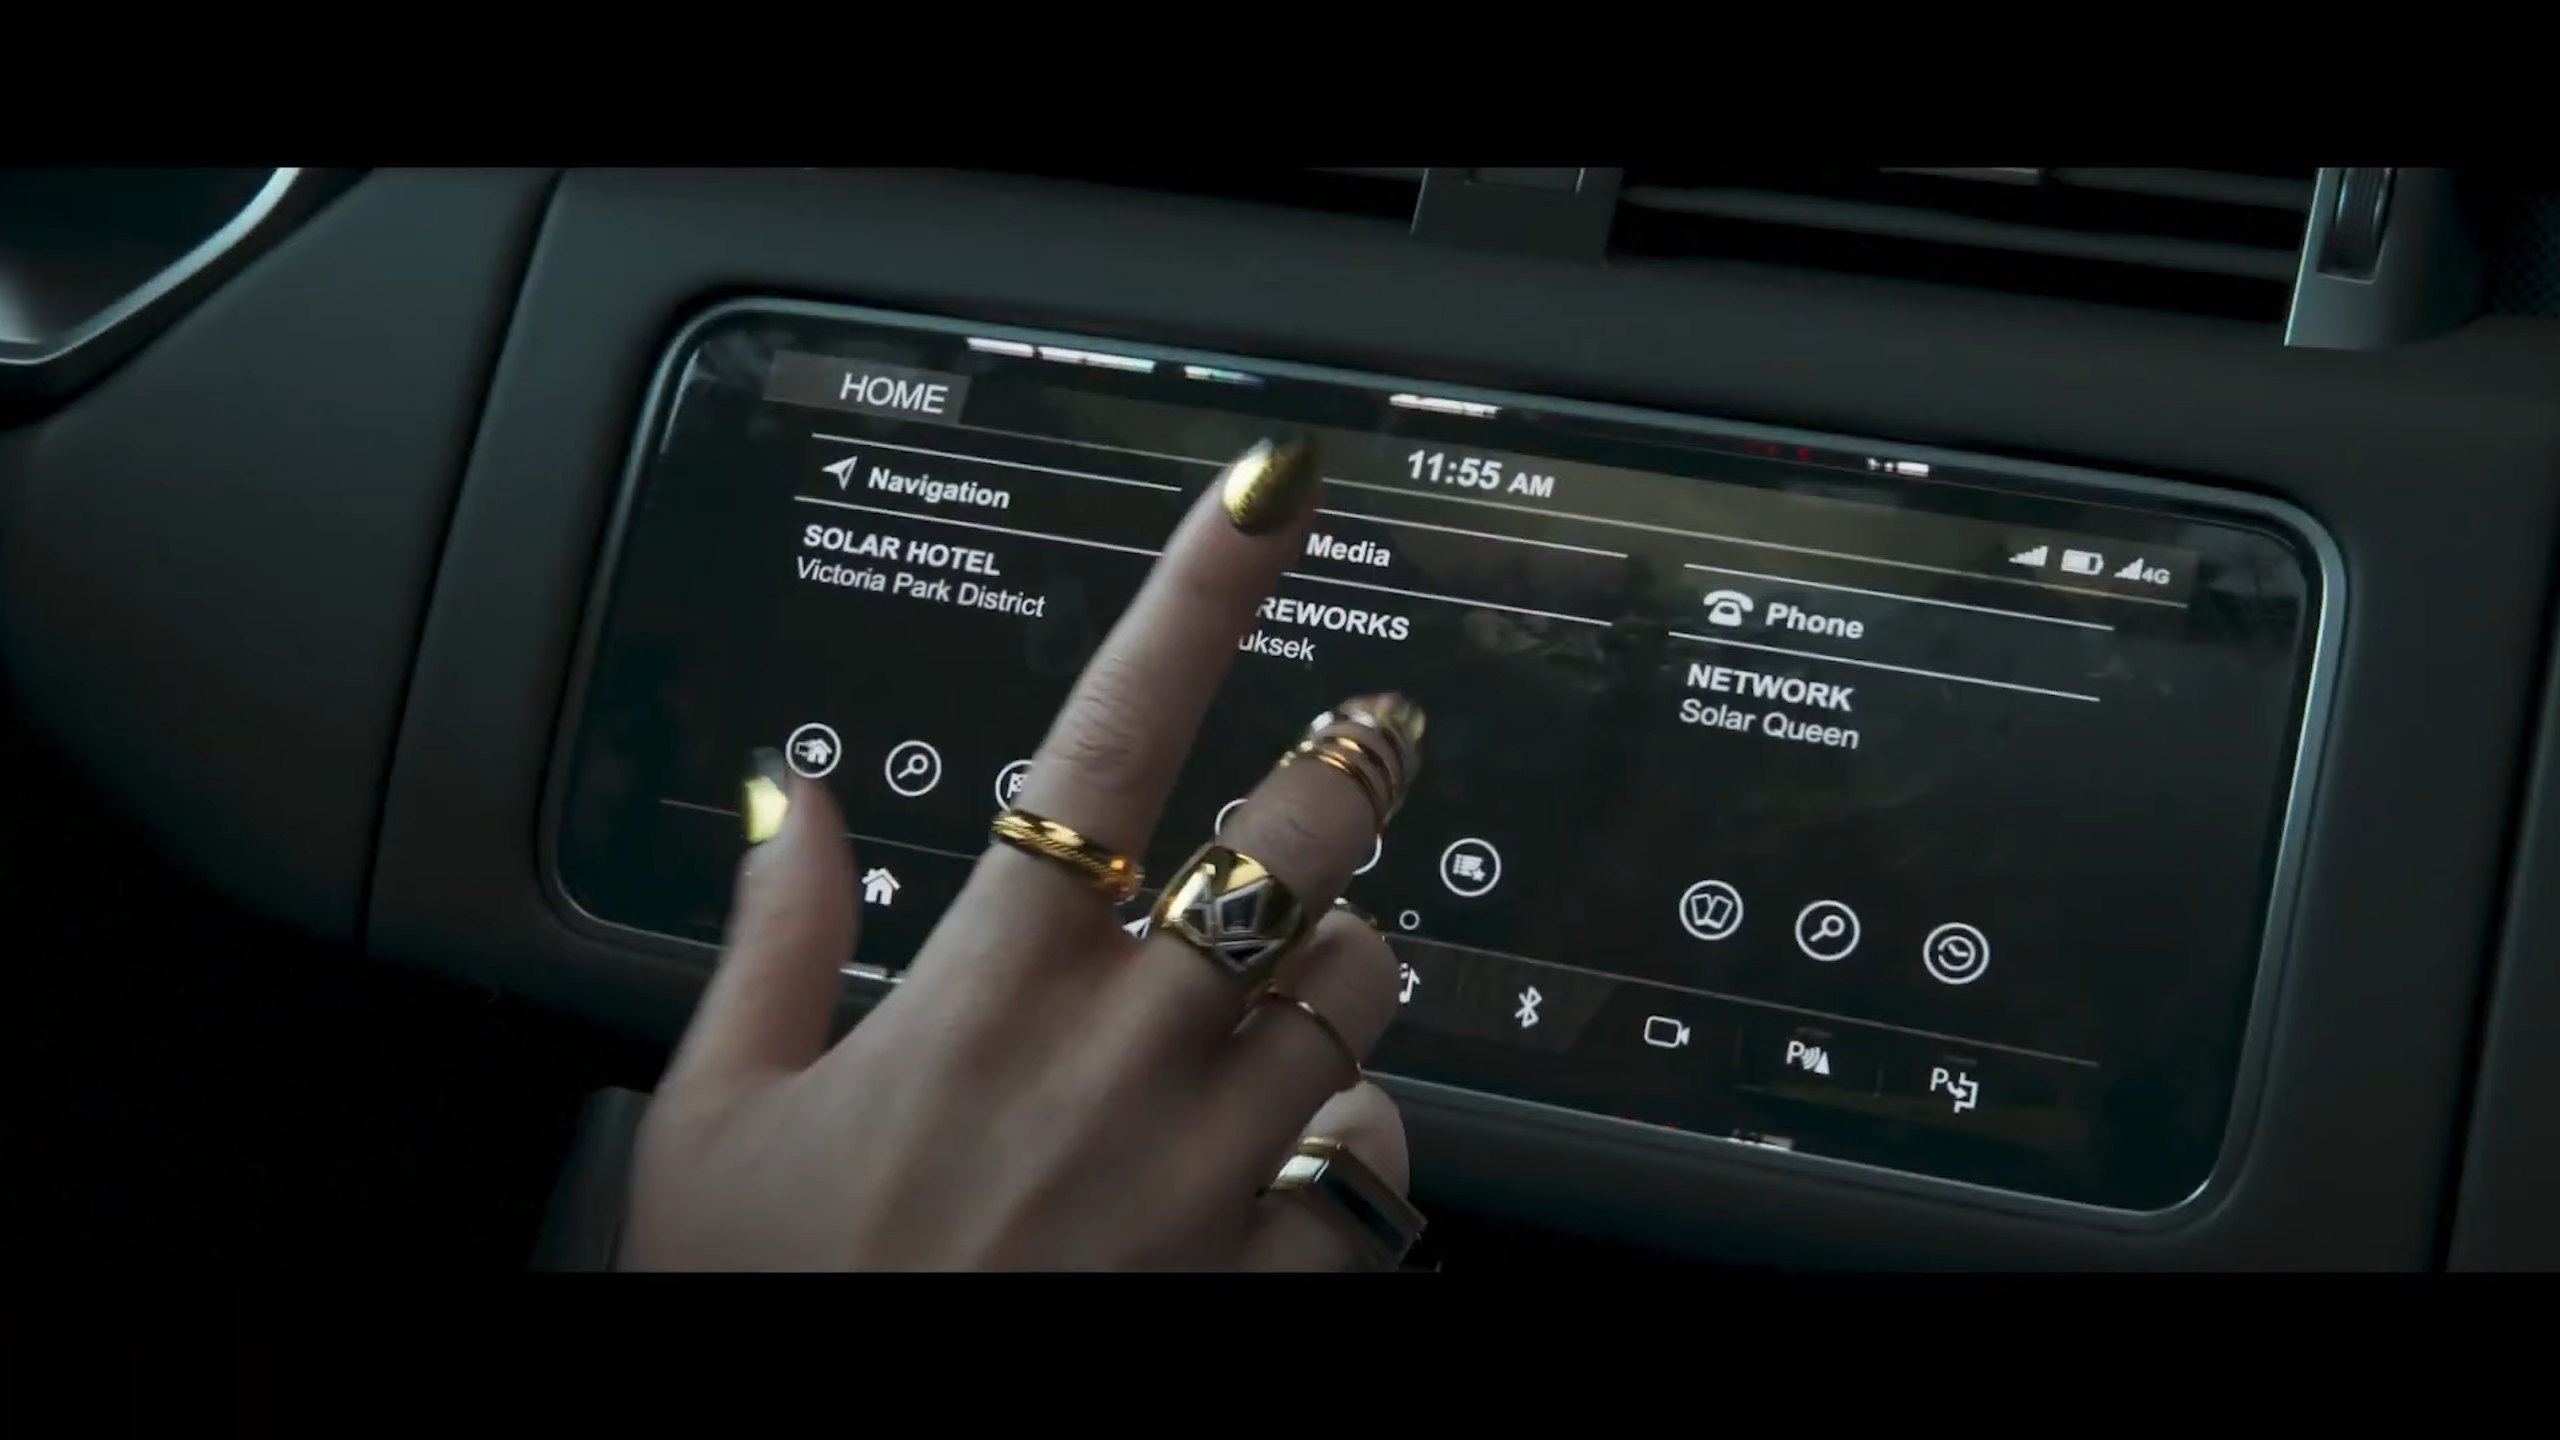 HOME
11:55 AM
4G
Navigation
SOLAR HOTEL
Victoria Park District
Media
REWORKS
uksek
Phone
NETWORK
Solar Queen
P
P